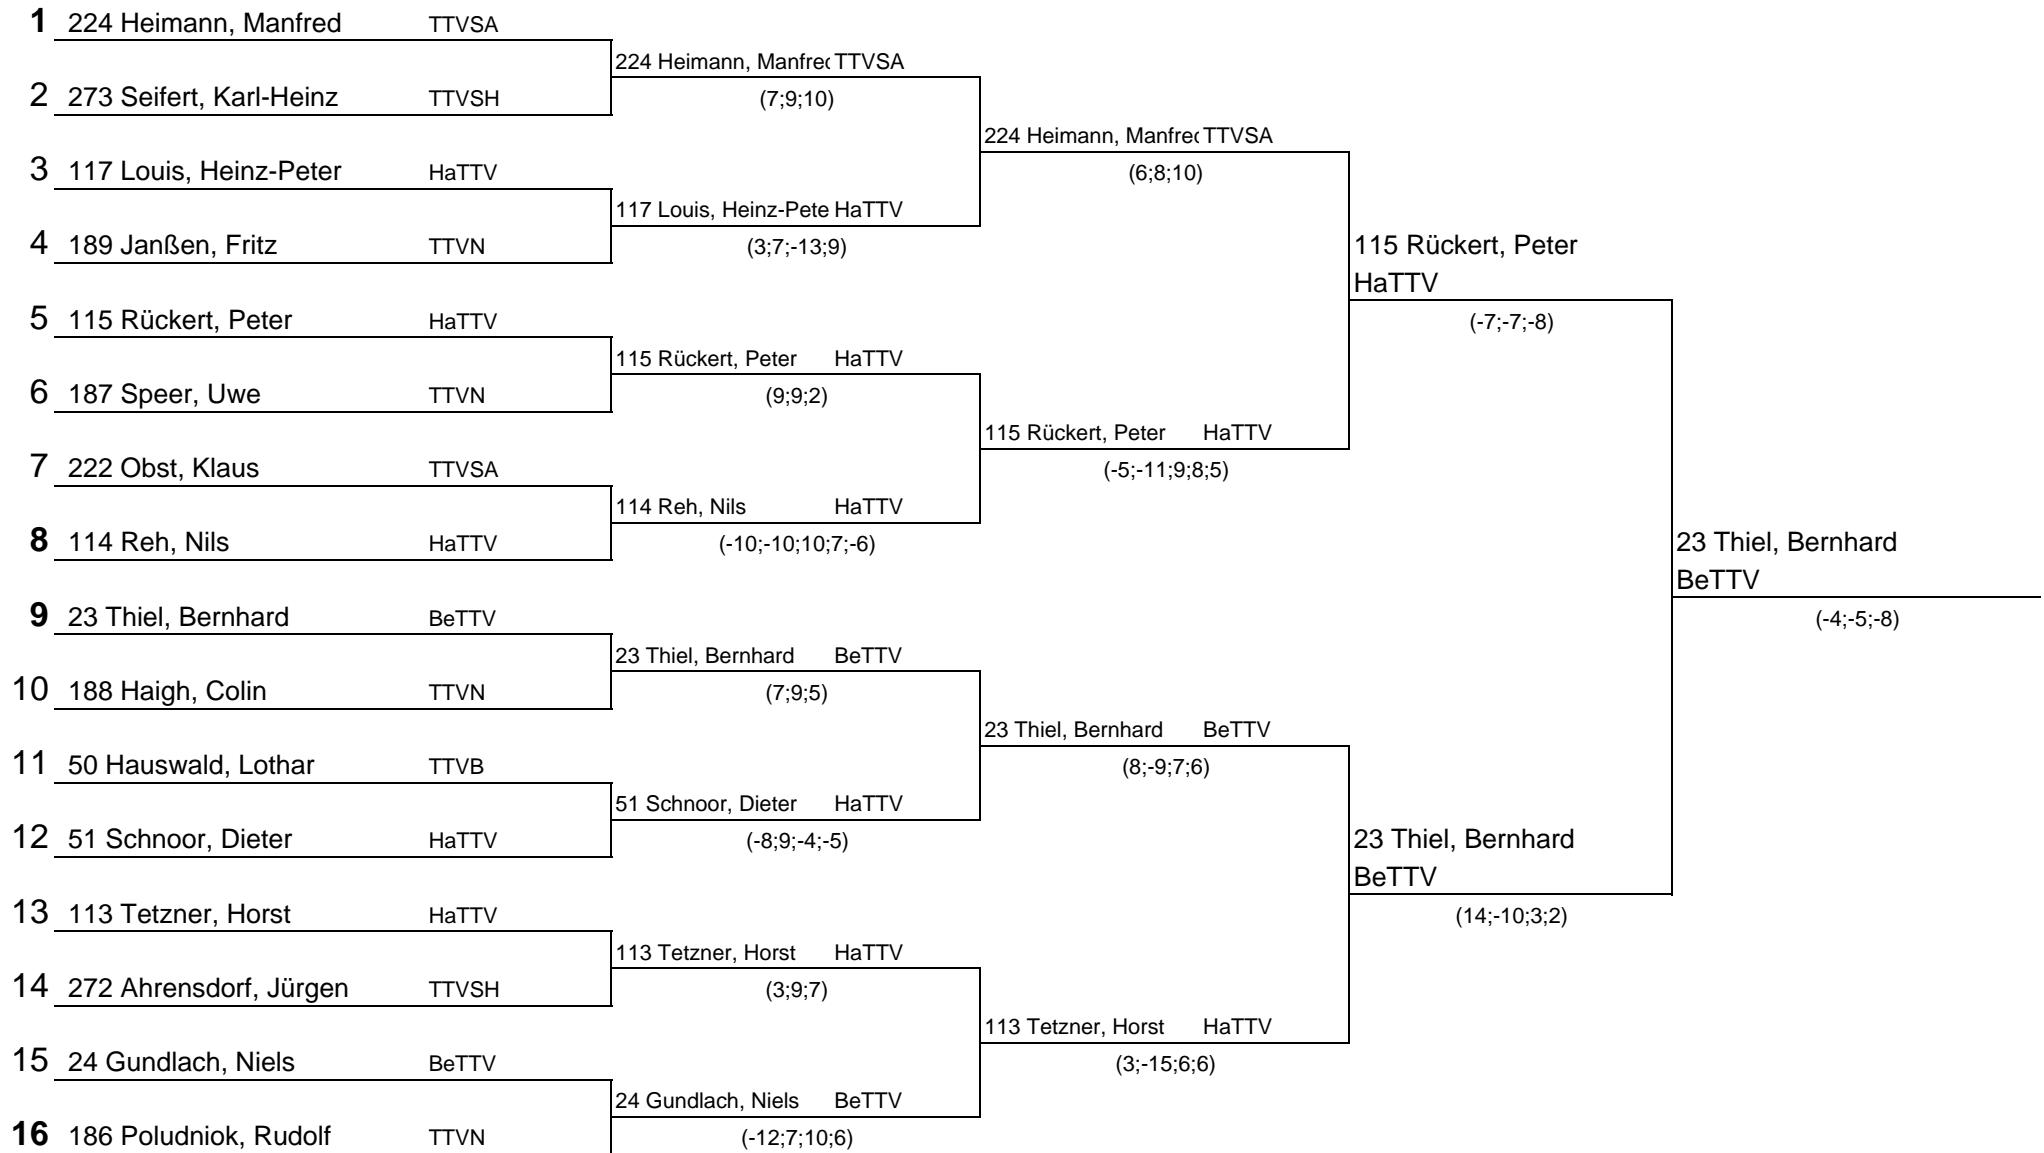 1 224 Heimann, Manfred TTVSA
224 Heimann, Manfred TTVSA
2 273 Seifert, Karl-Heinz TTVSH
(7;9;10)
224 Heimann, Manfred TTVSA
3 117 Louis, Heinz-Peter HaTTV
(6;8;10)
117 Louis, Heinz-Pete HaTTV
4 189 Janßen, Fritz TTVN
(3;7;-13;9)
115 Rückert, Peter
HaTTV
5 115 Rückert, Peter HaTTV
(-7;-7;-8)
115 Rückert, Peter HaTTV
6 187 Speer, Uwe TTVN
(9;9;2)
115 Rückert, Peter HaTTV
7 222 Obst, Klaus TTVSA
(-5;-11;9;8;5)
114 Reh, Nils HaTTV
8 114 Reh, Nils HaTTV
(-10;-10;10;7;-6)
23 Thiel, Bernhard
BeTTV
9 23 Thiel, Bernhard BeTTV
(-4;-5;-8)
23 Thiel, Bernhard BeTTV
10 188 Haigh, Colin TTVN
(7;9;5)
23 Thiel, Bernhard BeTTV
11 50 Hauswald, Lothar TTVB
(8;-9;7;6)
51 Schnoor, Dieter HaTTV
12 51 Schnoor, Dieter HaTTV
(-8;9;-4;-5)
23 Thiel, Bernhard
BeTTV
13 113 Tetzner, Horst HaTTV
(14;-10;3;2)
113 Tetzner, Horst HaTTV
14 272 Ahrensdorf, Jürgen TTVSH
(3;9;7)
113 Tetzner, Horst HaTTV
15 24 Gundlach, Niels BeTTV
(3;-15;6;6)
24 Gundlach, Niels BeTTV
16 186 Poludniok, Rudolf TTVN
(-12;7;10;6)